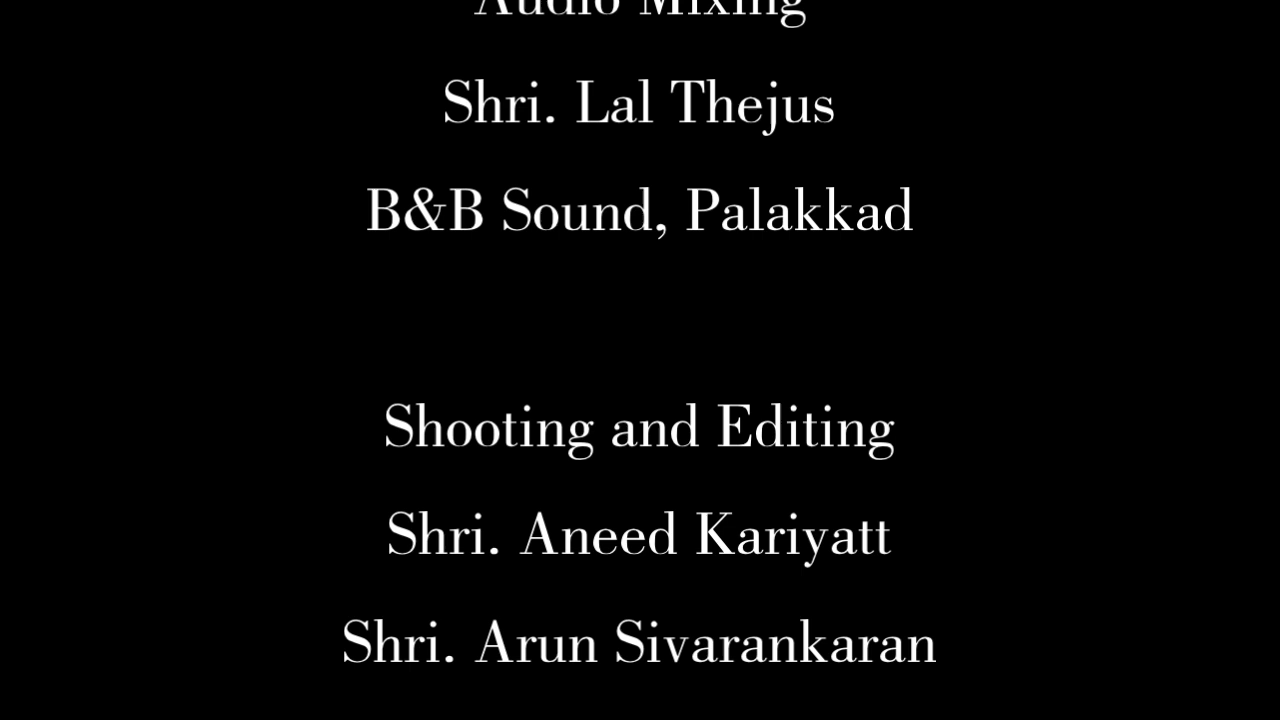 Audio Mixing
Shri. Lal Thejus
B&B Sound, Palakkad
Shooting and Editing
Shri. Aneed Kariyatt
Shri. Arun Sivarankaran